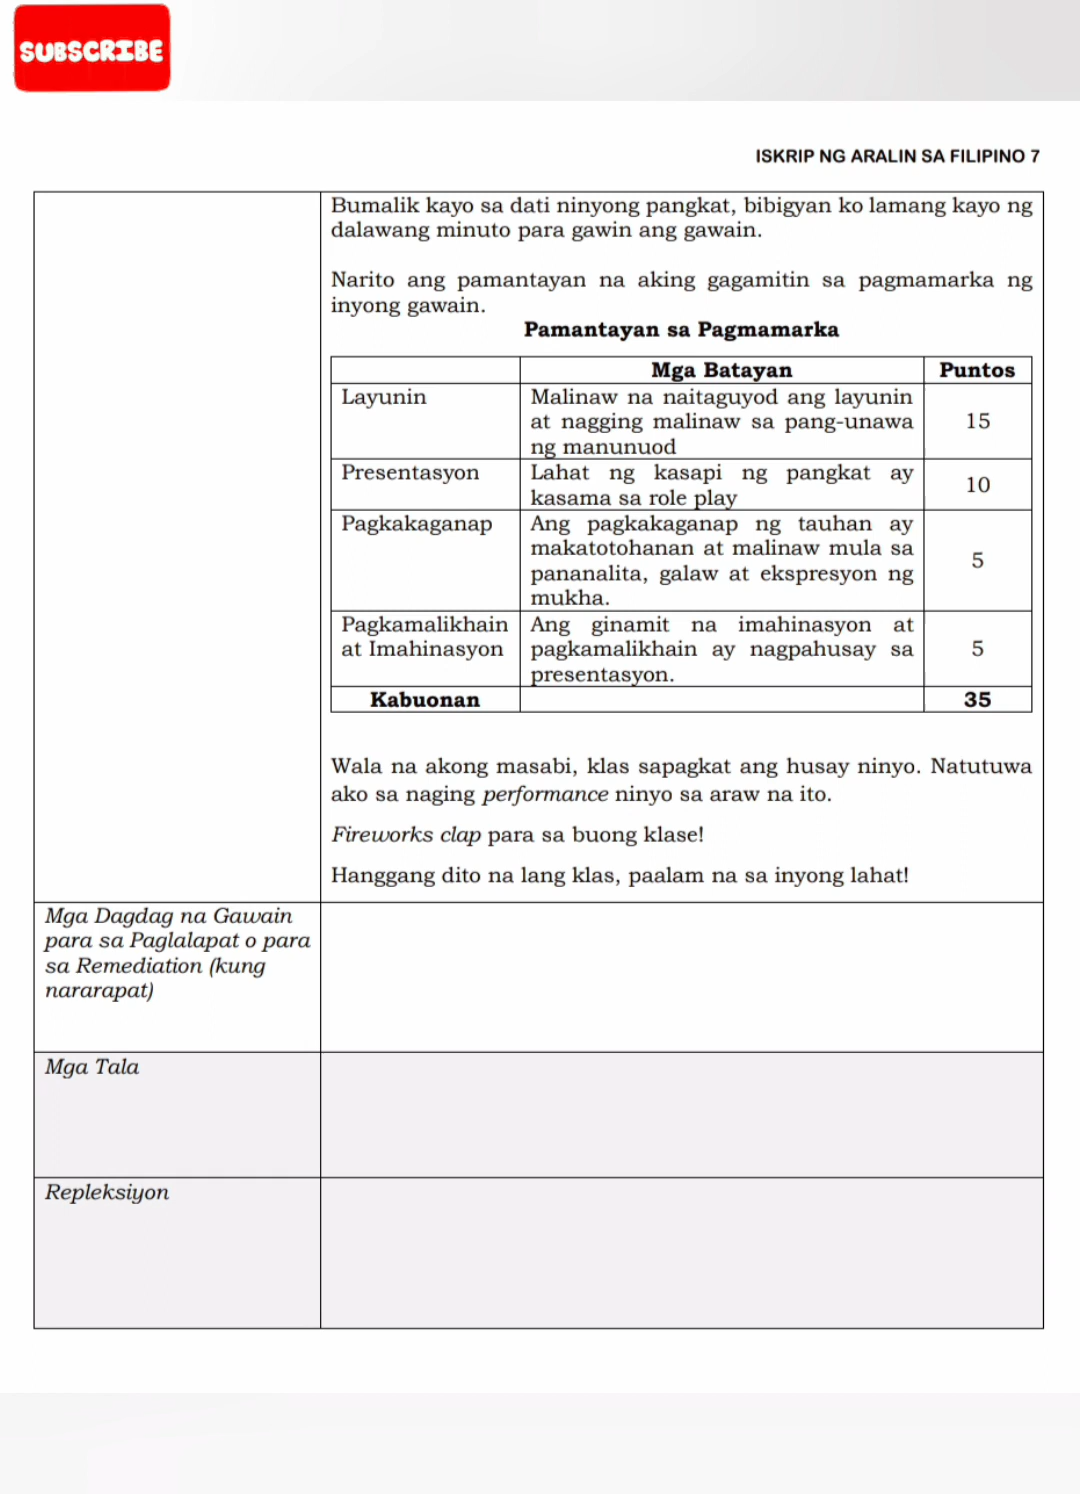 SUBSCRIBE
ISKRIP NG ARALIN SA FILIPINO 7
Bumalik kayo sa dati ninyong pangkat, bibigyan ko lamang kayo ng
dalawang minuto para gawin ang gawain.
Narito ang pamantayan na aking gagamitin sa pagmamarka ng
inyong gawain.
Pamantayan sa Pagmamarka
Mga Batayan Puntos
Layunin Malinaw na naitaguyod ang layunin
at nagging malinaw sa pang-unawa
ng manunuod
15
Presentasyon Lahat ng kasapi ng pangkat ay
kasama sa role play
10
Pagkakaganap Ang pagkakaganap ng tauhan ay
makatotohanan at malinaw mula sa
pananalita, galaw at ekspresyon ng
mukha.
5
Pagkamalikhain Ang ginamit na imahinasyon at
at Imahinasyon pagkamalikhain ay nagpahusay sa
presentasyon.
5
Kabuonan 35
Wala na akong masabi, klas sapagkat ang husay ninyo. Natutuwa
ako sa naging performance ninyo sa araw na ito.
Fireworks clap para sa buong klase!
Hanggang dito na lang klas, paalam na sa inyong lahat!
Mga Dagdag na Gawain
para sa Paglalapat o para
sa Remediation (kung
nararapat)
Mga Tala
Repleksiyon